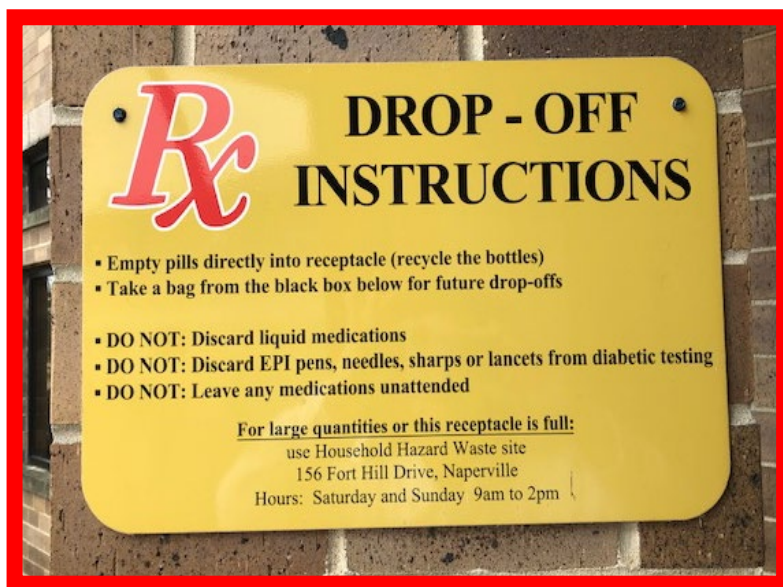 Rx
DROP - OFF
INSTRUCTIONS
▪ Empty pills directly into receptacle (recycle the bottles)
▪ Take a bag from the black box below for future drop-offs
▪ DO NOT: Discard liquid medications
▪ DO NOT: Discard EPI pens, needles, sharps or lancets from diabetic testing
▪ DO NOT: Leave any medications unattended
For large quantities or this receptacle is full:
use Household Hazard Waste site
156 Fort Hill Drive, Naperville
Hours: Saturday and Sunday 9am to 2pm